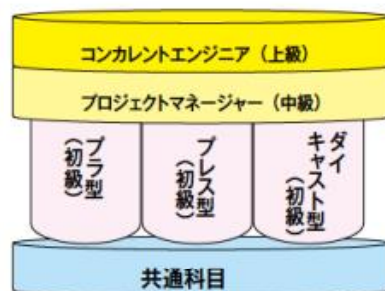 コンカレントエンジニア（上級）
プロジェクトマネージャー（中級）
プラ型
（初級）
プレス型
（初級）
ダイ
キャスト型
（初級）
共通科目